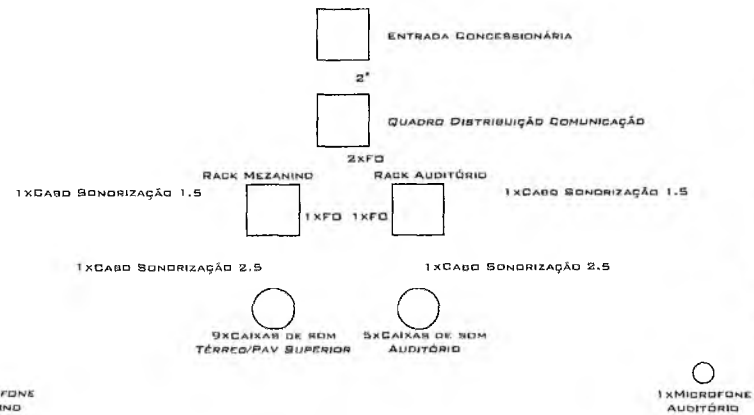 ENTRADA CONCESSIONÁRIA
2"
QUADRO DISTRIBUIÇÃO COMUNICAÇÃO
2XFO
RACK MEZANINO
RACK AUDITÓRIO
1XCABO SONORIZAÇÃO 1.5
1XCABO SONORIZAÇÃO 1.5
1XFO
1XFO
1XCABO SONORIZAÇÃO 2.5
1XCABO SONORIZAÇÃO 2.5
9XCAIXAS DE SOM
TÉRREO/PAV SUPERIOR
5XCAIXAS DE SOM
AUDITÓRIO
FONE
INO
1XMICROFONE
AUDITÓRIO